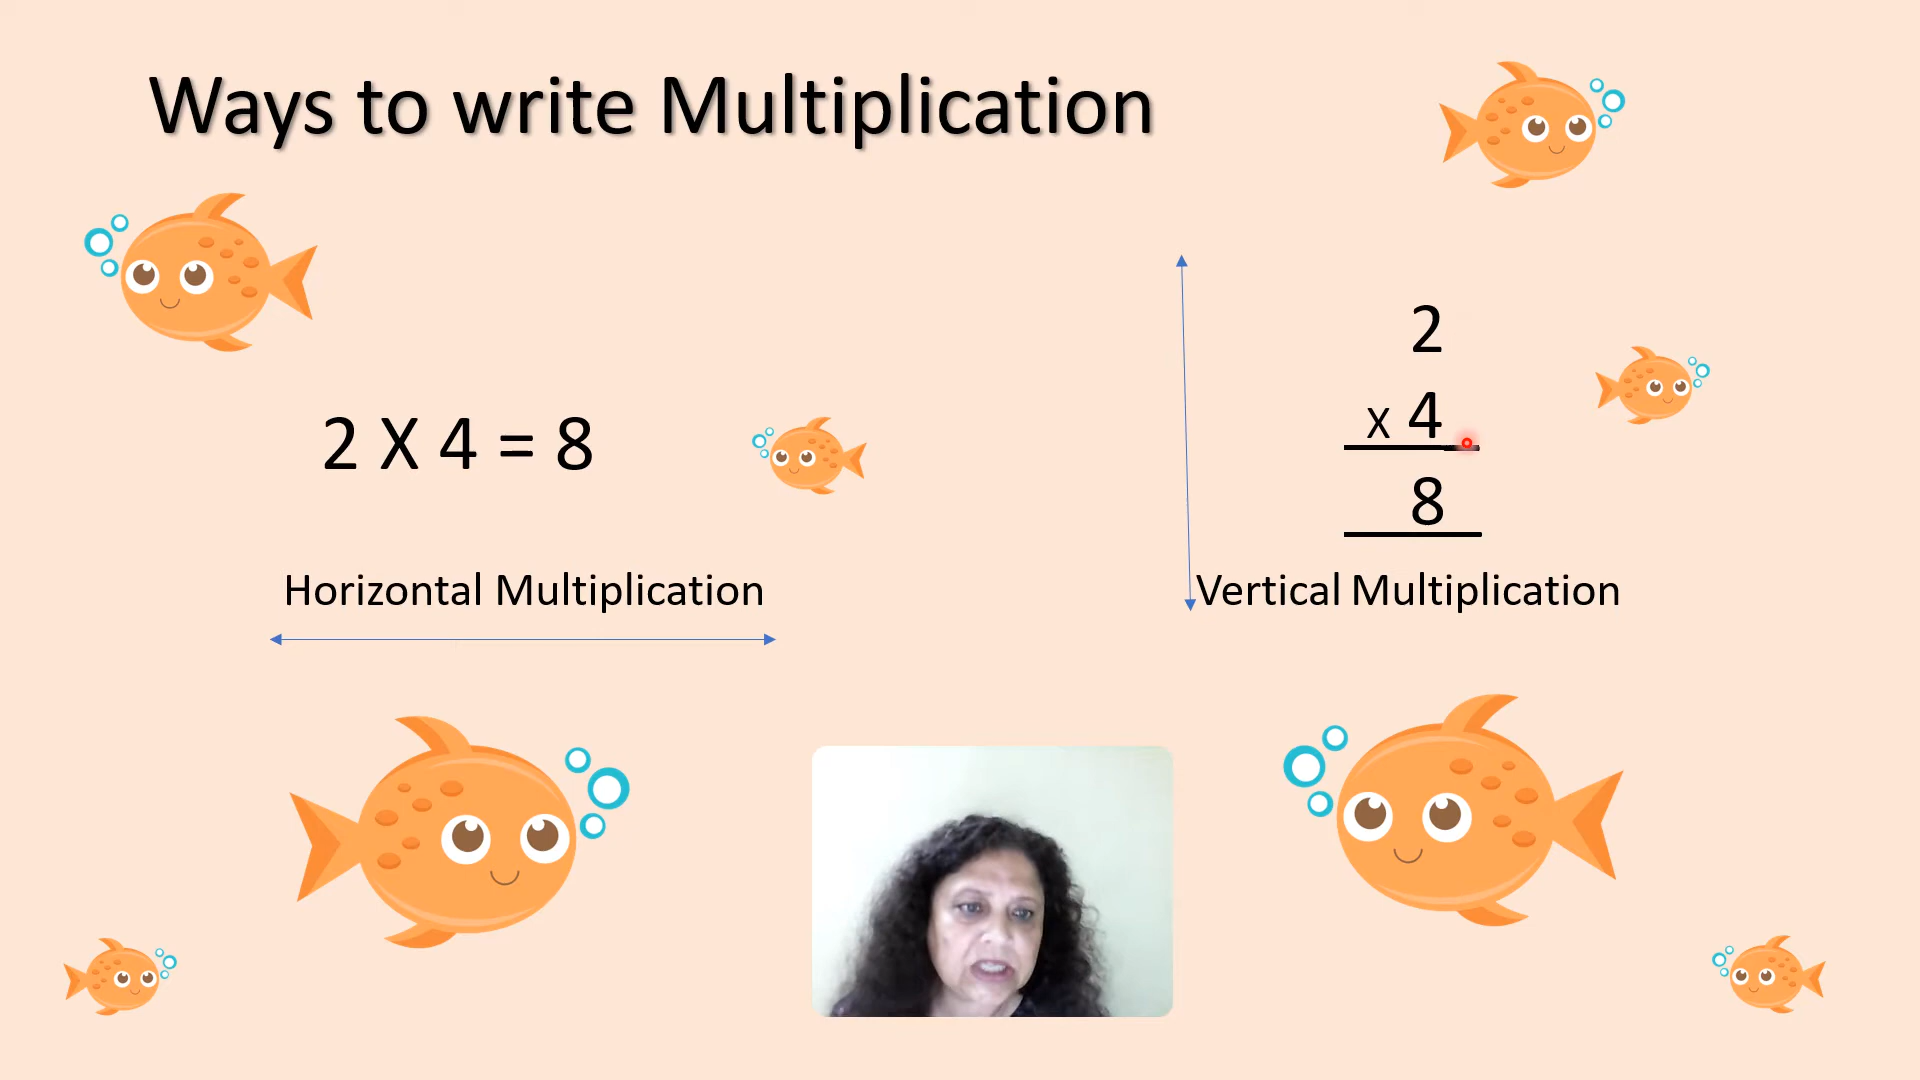 Ways to write Multiplication
2 X 4 = 8
Horizontal Multiplication
2
X 4
8
Vertical Multiplication